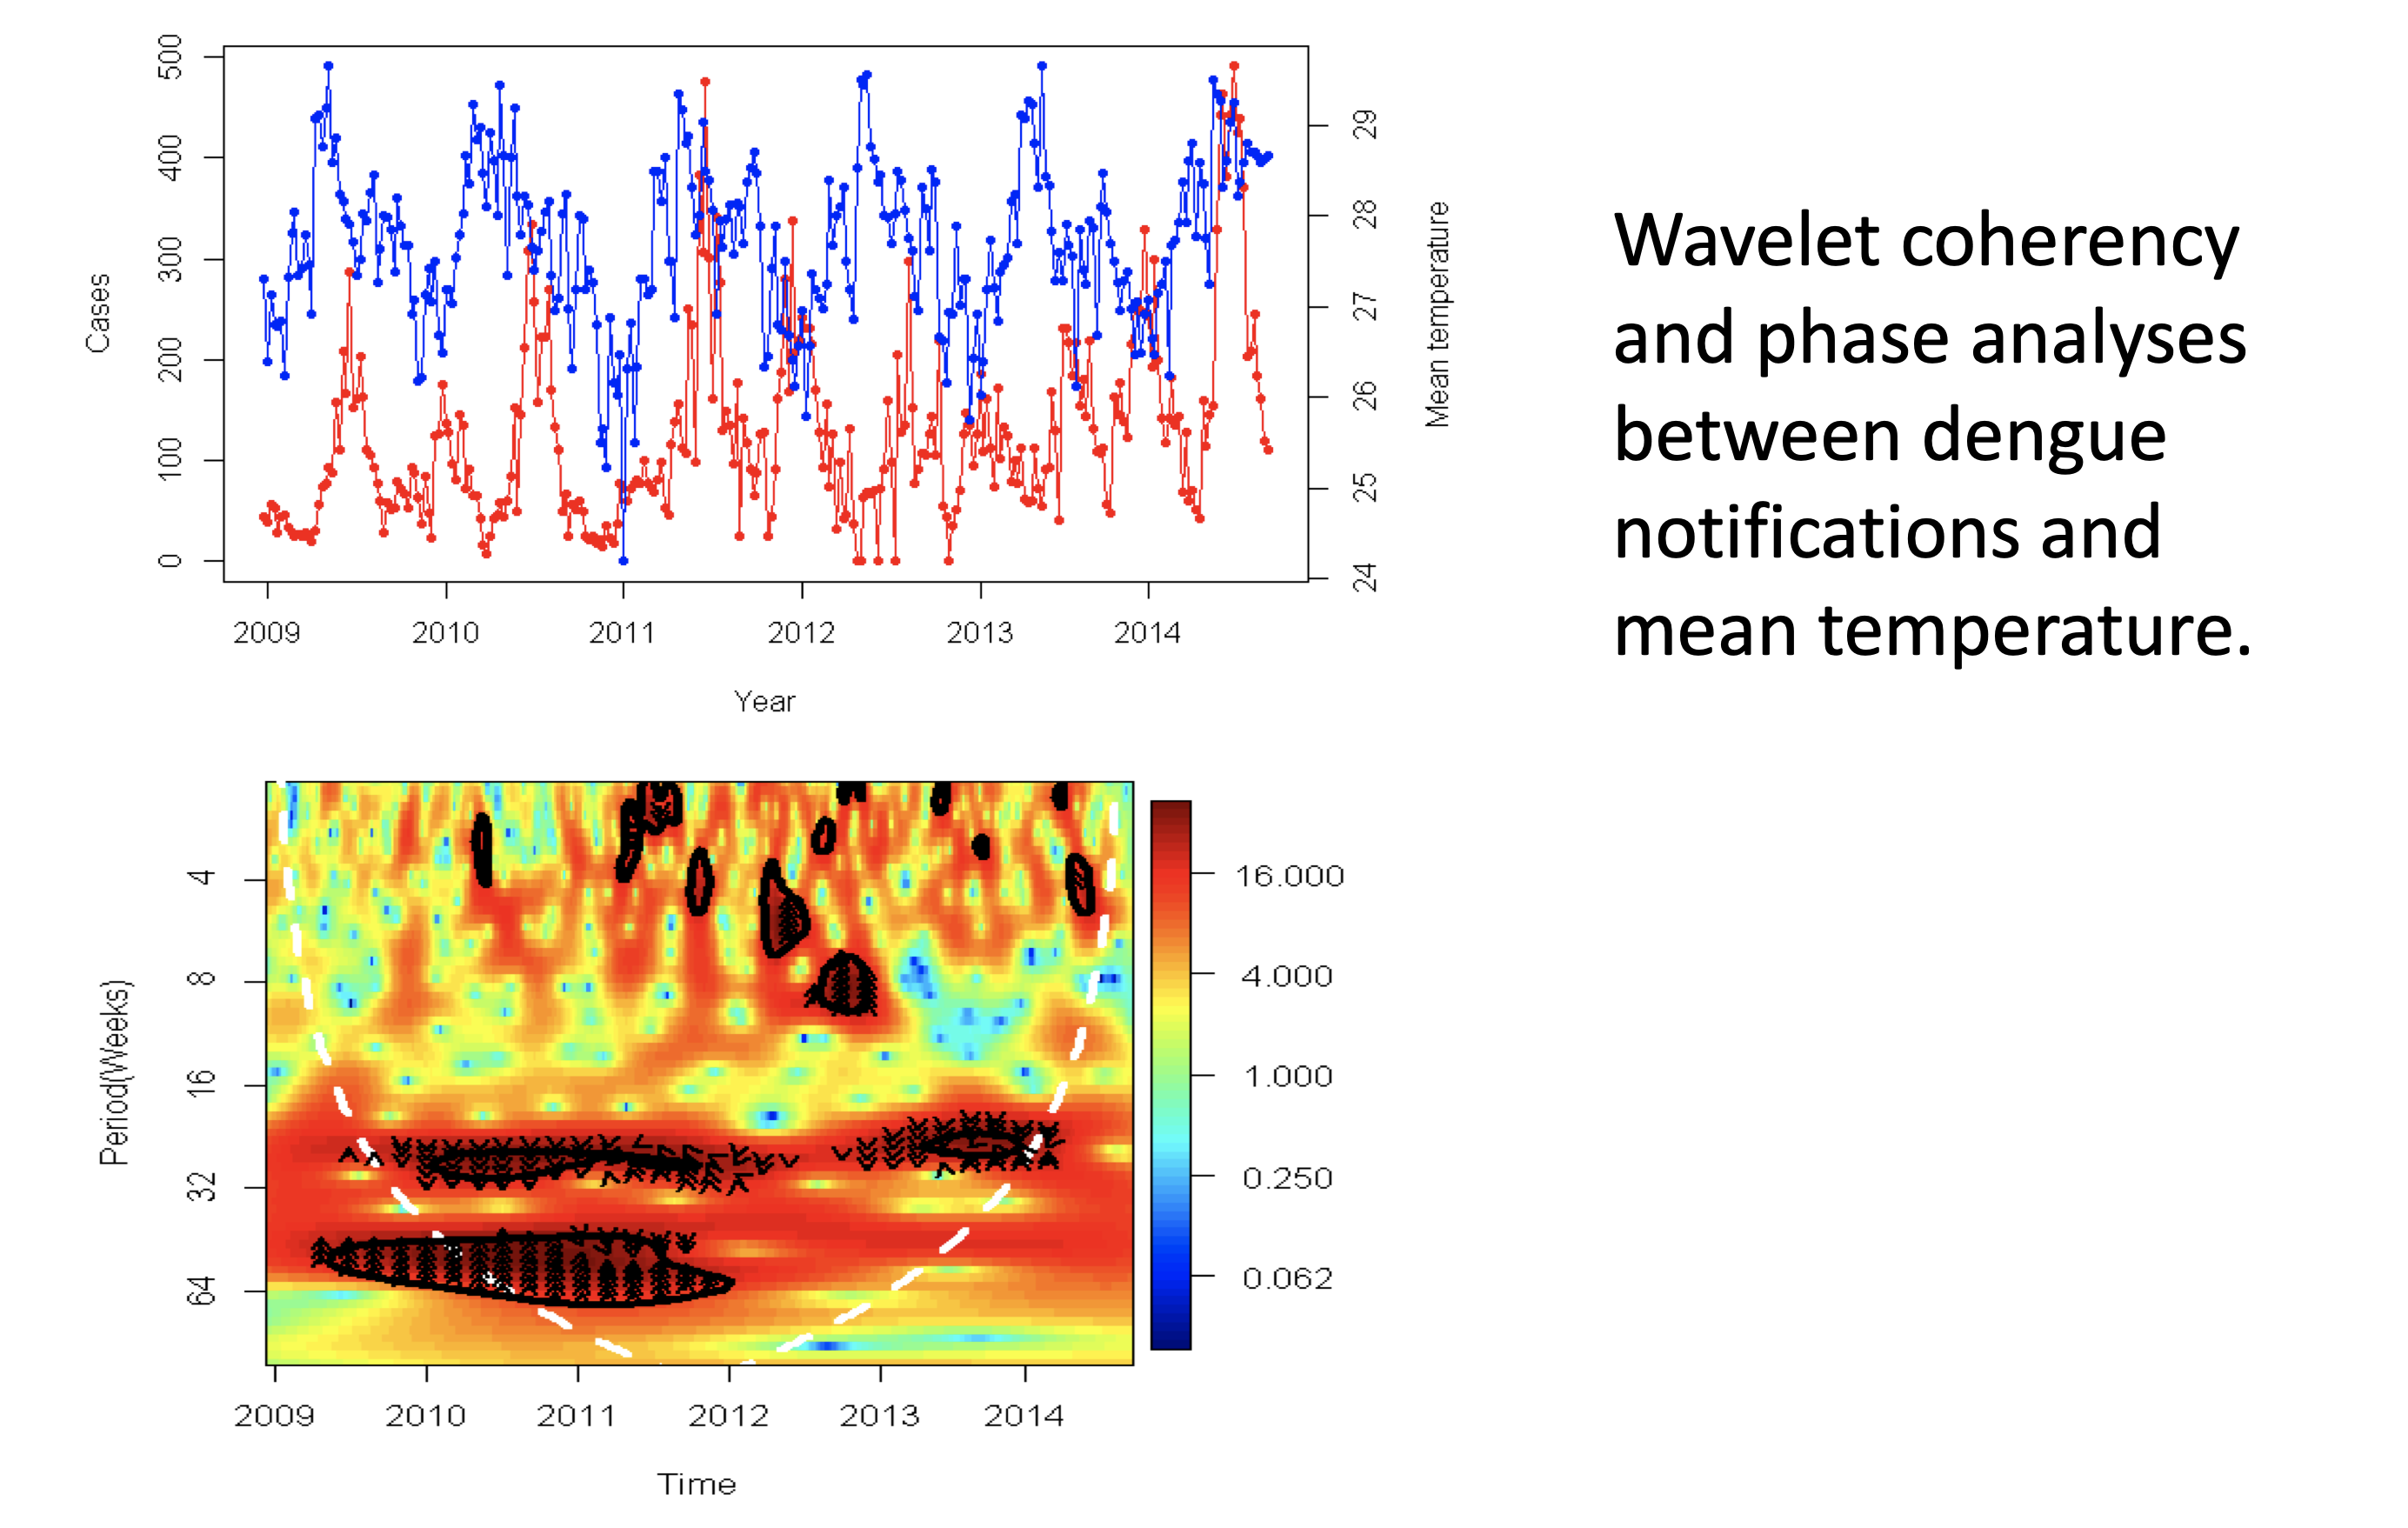 Cases
500
400
300
200
100
0
29
28
27
26
25
24
Mean temperature
2009 2010 2011 2012 2013 2014
Year
Wavelet coherency
and phase analyses
between dengue
notifications and
mean temperature.
Period(Weeks)
4
8
16
32
64
16.000
4.000
1.000
0.250
0.062
2009 2010 2011 2012 2013 2014
Time